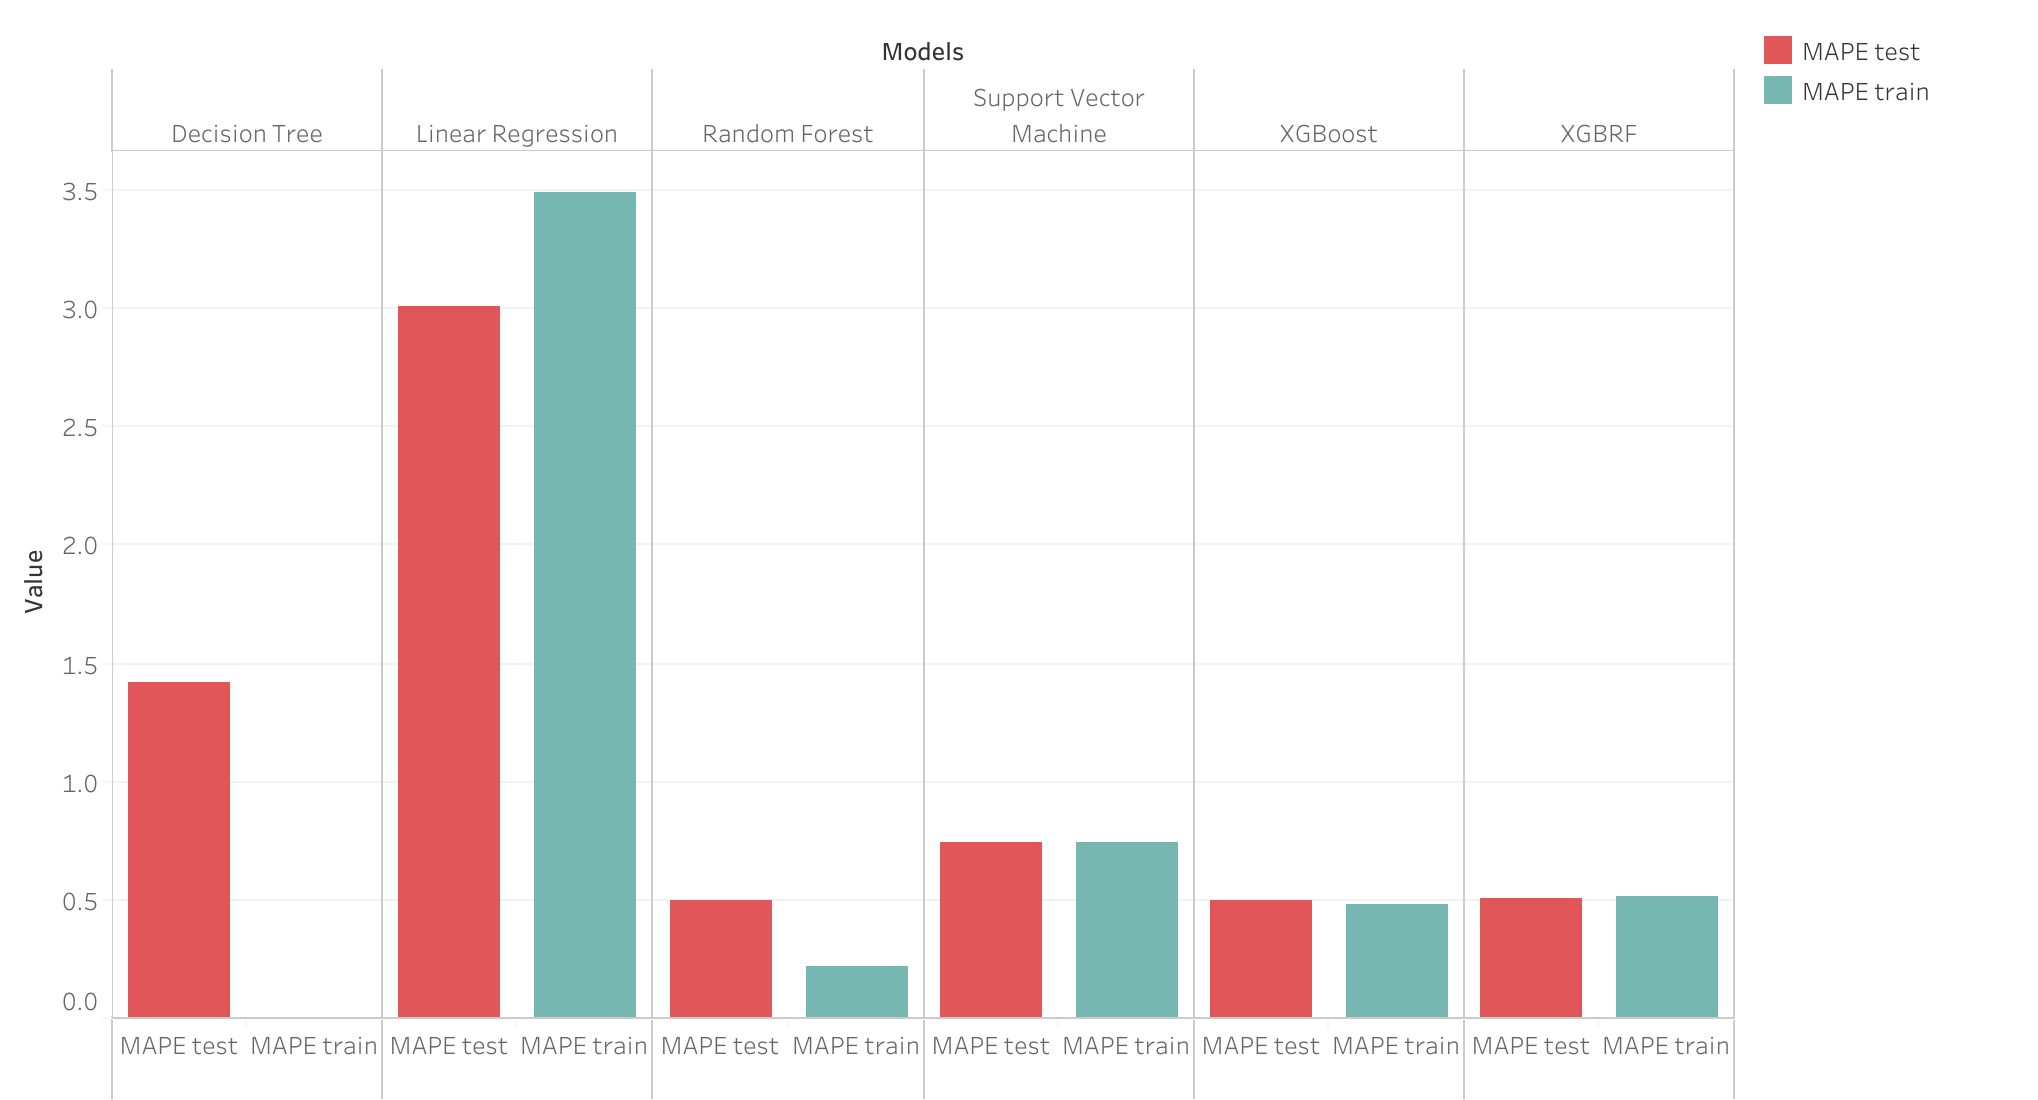 Models
MAPE test
MAPE train
Decision Tree
Linear Regression
Random Forest
Support Vector
Machine
XGBoost
XGBRF
Value
3.5
3.0
2.5
2.0
1.5
1.0
0.5
0.0
MAPE test MAPE train MAPE test MAPE train MAPE test MAPE train MAPE test MAPE train MAPE test MAPE train MAPE test MAPE train